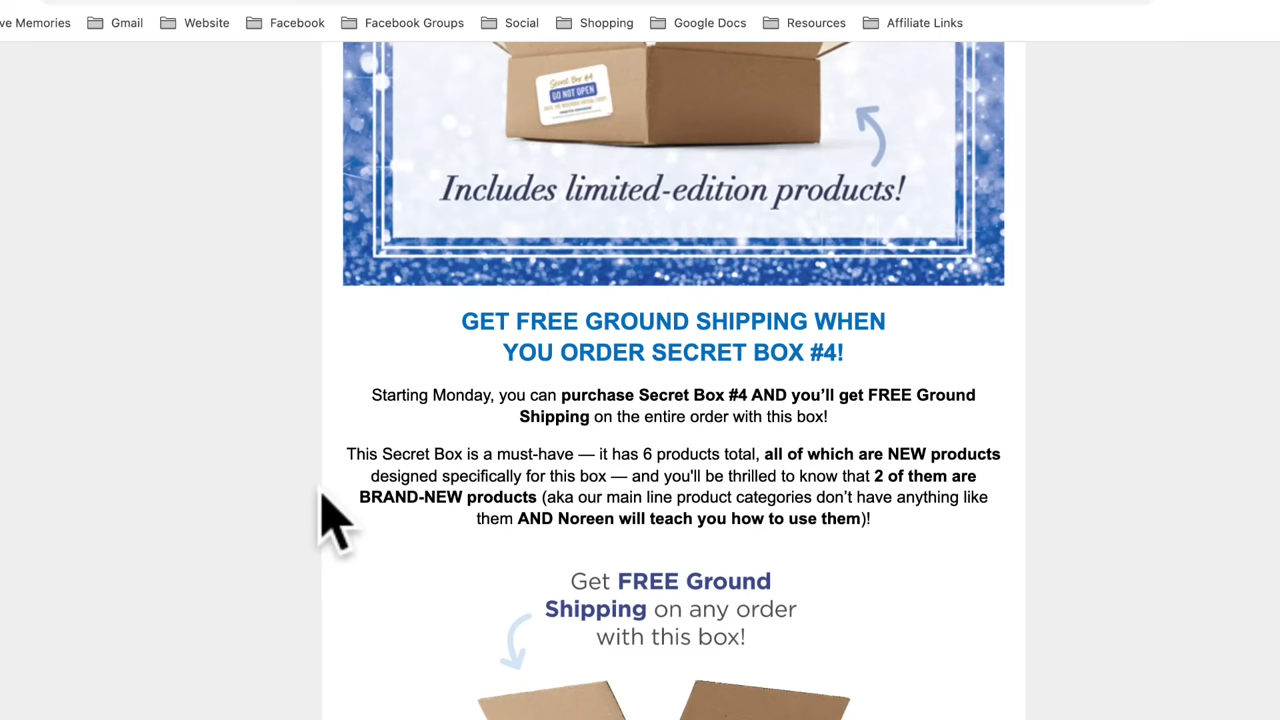 ve Memories Gmail Website Facebook Facebook Groups Social Shopping Google Docs Resources Affiliate Links
Secret Box #4
DO NOT OPEN
Includes limited-edition products!
GET FREE GROUND SHIPPING WHEN
YOU ORDER SECRET BOX #4!
Starting Monday, you can purchase Secret Box #4 AND you’ll get FREE Ground
Shipping on the entire order with this box!
This Secret Box is a must-have — it has 6 products total, all of which are NEW products
designed specifically for this box — and you'll be thrilled to know that 2 of them are
BRAND-NEW products (aka our main line product categories don’t have anything like
them AND Noreen will teach you how to use them)!
Get FREE Ground
Shipping on any order
with this box!